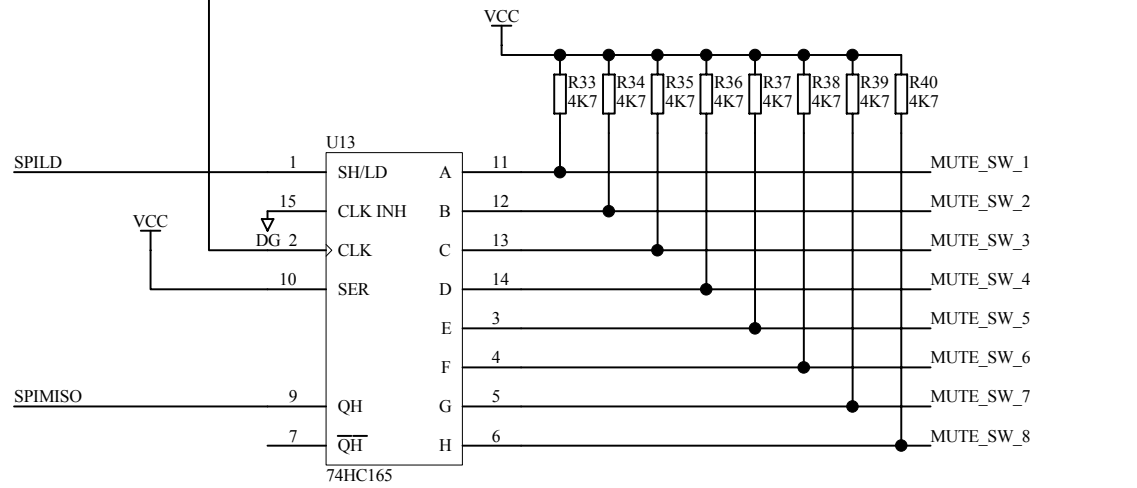 VCC
R33 R34 R35 R36 R37 R38 R39 R40
4K7 4K7 4K7 4K7 4K7 4K7 4K7 4K7
U13
SPILD 1 SH/LD A 11 MUTE_SW_1
15 CLK INH B 12 MUTE_SW_2
VCC
DG 2 CLK C 13 MUTE_SW_3
10 SER D 14 MUTE_SW_4
E 3 MUTE_SW_5
F 4 MUTE_SW_6
SPIMISO 9 QH G 5 MUTE_SW_7
7 QH H 6 MUTE_SW_8
74HC165